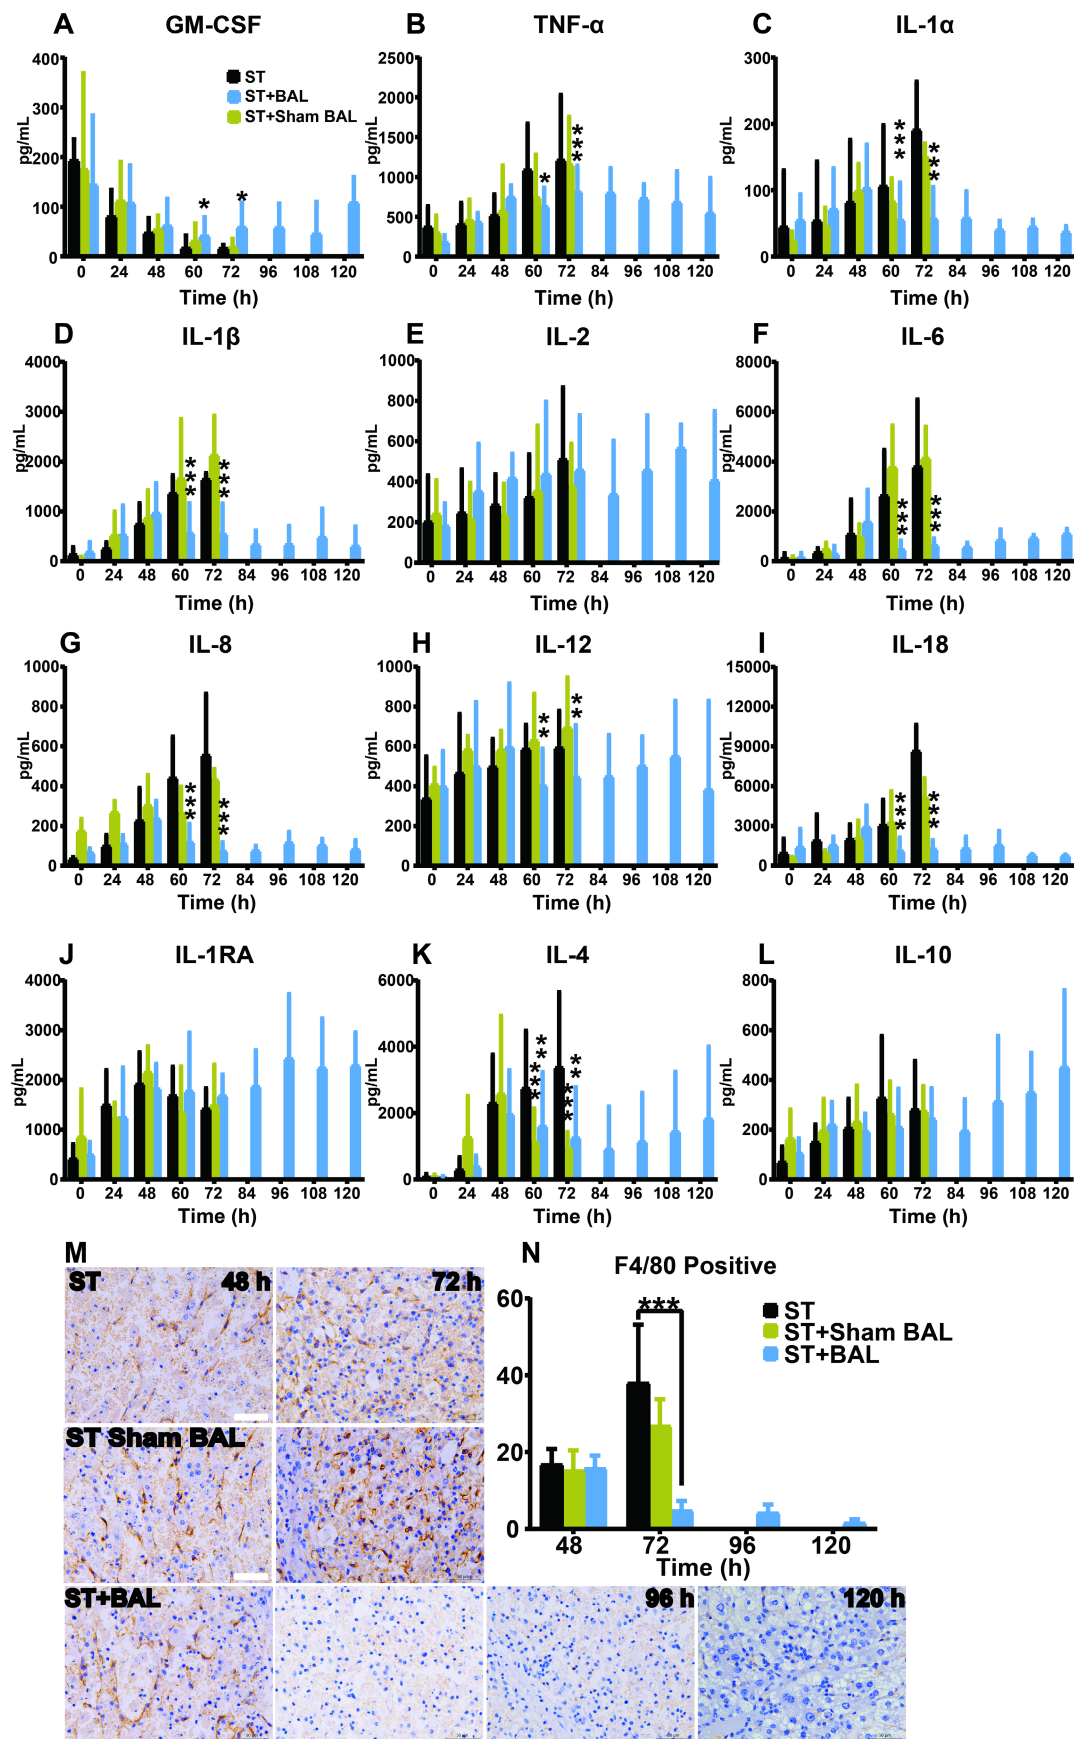 A GM-CSF
400
300
200
100
0
pg/mL
ST
ST+BAL
ST+Sham BAL
*
*
0 24 48 60 72 96 108 120
Time (h)
B TNF-α
2500
2000
1500
1000
500
0
pg/mL
*
***
0 24 48 60 72 84 96 108 120
Time (h)
C IL-1α
300
200
100
0
pg/mL
***
***
0 24 48 60 72 84 96 108 120
Time (h)
D IL-1β
4000
3000
2000
1000
0
pg/mL
***
***
0 24 48 60 72 84 96 108 120
Time (h)
E IL-2
1000
800
600
400
200
0
pg/mL
0 24 48 60 72 84 96 108 120
Time (h)
F IL-6
8000
6000
4000
2000
0
pg/mL
***
***
0 24 48 60 72 84 96 108 120
Time (h)
G IL-8
1000
800
600
400
200
0
pg/mL
***
***
0 24 48 60 72 84 96 108 120
Time (h)
H IL-12
1000
800
600
400
200
0
pg/mL
**
**
0 24 48 60 72 84 96 108 120
Time (h)
I IL-18
15000
12000
9000
6000
3000
0
pg/mL
***
***
0 24 48 60 72 84 96 108 120
Time (h)
J IL-1RA
4000
3000
2000
1000
0
pg/mL
0 24 48 60 72 84 96 108 120
Time (h)
K IL-4
6000
4000
2000
0
pg/mL
***
**
***
**
0 24 48 60 72 84 96 108 120
Time (h)
L IL-10
800
600
400
200
0
pg/mL
0 24 48 60 72 84 96 108 120
Time (h)
M
ST 48 h 72 h
ST Sham BAL
ST+BAL 96 h 120 h
N F4/80 Positive
60
40
20
0
***
ST
ST+Sham BAL
ST+BAL
48 72 96 120
Time (h)